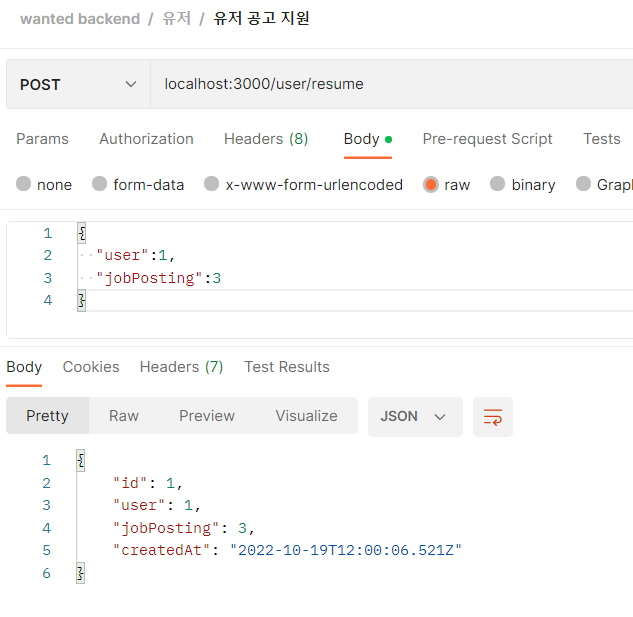 wanted backend / 유저 / 유저 공고 지원
POST localhost:3000/user/resume
Params Authorization Headers (8) Body Pre-request Script Tests
none form-data x-www-form-urlencoded raw binary Graph
1 {
2 "user":1,
3 "jobPosting":3
4 }
Body Cookies Headers (7) Test Results
Pretty Raw Preview Visualize JSON
1 {
2 "id": 1,
3 "user": 1,
4 "jobPosting": 3,
5 "createdAt": "2022-10-19T12:00:06.521Z"
6 }